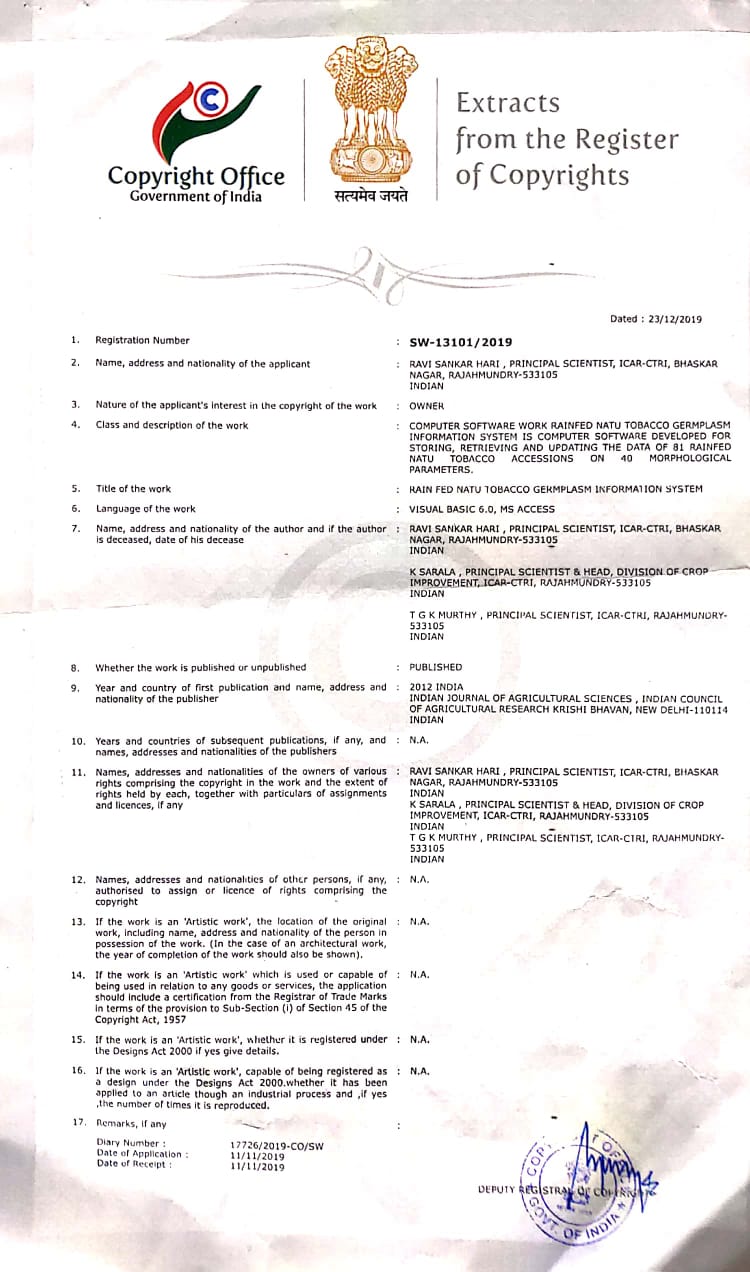 Copyright Office
Government of India
सत्यमेव जयते
Extracts
from the Register
of Copyrights
Dated : 23/12/2019
1. Registration Number : SW-13101/2019
2. Name, address and nationality of the applicant : RAVI SANKAR HARI , PRINCIPAL SCIENTIST, ICAR-CTRI, BHASKAR
NAGAR, RAJAHMUNDRY-533105
INDIAN
3. Nature of the applicant's interest in the copyright of the work : OWNER
4. Class and description of the work : COMPUTER SOFTWARE WORK RAINFED NATU TOBACCO GERMPLASM
INFORMATION SYSTEM IS COMPUTER SOFTWARE DEVELOPED FOR
STORING, RETRIEVING AND UPDATING THE DATA OF 81 RAINFED
NATU TOBACCO ACCESSIONS ON 40 MORPHOLOGICAL
PARAMETERS.
5. Title of the work : RAIN FED NATU TOBACCO GERMPLASM INFORMATION SYSTEM
6. Language of the work : VISUAL BASIC 6.0, MS ACCESS
7. Name, address and nationality of the author and if the author : RAVI SANKAR HARI , PRINCIPAL SCIENTIST, ICAR-CTRI, BHASKAR
is deceased, date of his decease NAGAR, RAJAHMUNDRY-533105
INDIAN
K SARALA , PRINCIPAL SCIENTIST & HEAD, DIVISION OF CROP
IMPROVEMENT, ICAR-CTRI, RAJAHMUNDRY-533105
INDIAN
T G K MURTHY , PRINCIPAL SCIENTIST, ICAR-CTRI, RAJAHMUNDRY-
533105
INDIAN
8. Whether the work is published or unpublished : PUBLISHED
9. Year and country of first publication and name, address and : 2012 INDIA
nationality of the publisher INDIAN JOURNAL OF AGRICULTURAL SCIENCES , INDIAN COUNCIL
OF AGRICULTURAL RESEARCH KRISHI BHAVAN, NEW DELHI-110114
INDIAN
10. Years and countries of subsequent publications, if any, and : N.A.
names, addresses and nationalities of the publishers
11. Names, addresses and nationalities of the owners of various : RAVI SANKAR HARI , PRINCIPAL SCIENTIST, ICAR-CTRI, BHASKAR
rights comprising the copyright in the work and the extent of NAGAR, RAJAHMUNDRY-533105
rights held by each, together with particulars of assignments INDIAN
and licences, if any K SARALA , PRINCIPAL SCIENTIST & HEAD, DIVISION OF CROP
IMPROVEMENT, ICAR-CTRI, RAJAHMUNDRY-533105
INDIAN
T G K MURTHY , PRINCIPAL SCIENTIST, ICAR-CTRI, RAJAHMUNDRY-
533105
INDIAN
12. Names, addresses and nationalities of other persons, if any, : N.A.
authorised to assign or licence of rights comprising the
copyright
13. If the work is an 'Artistic work', the location of the original : N.A.
work, including name, address and nationality of the person in
possession of the work. (In the case of an architectural work,
the year of completion of the work should also be shown).
14. If the work is an 'Artistic work' which is used or capable of : N.A.
being used in relation to any goods or services, the application
should include a certification from the Registrar of Trade Marks
in terms of the provision to Sub-Section (i) of Section 45 of the
Copyright Act, 1957
15. If the work is an 'Artistic work', whether it is registered under : N.A.
the Designs Act 2000 if yes give details.
16. If the work is an 'Artistic work', capable of being registered as : N.A.
a design under the Designs Act 2000.whether it has been
applied to an article though an industrial process and ,if yes
,the number of times it is reproduced.
17. Remarks, if any :
Diary Number : 17726/2019-CO/SW
Date of Application : 11/11/2019
Date of Receipt : 11/11/2019
DEPUTY REGISTRAR OF COPYRIGHTS
GOVT. OF INDIA